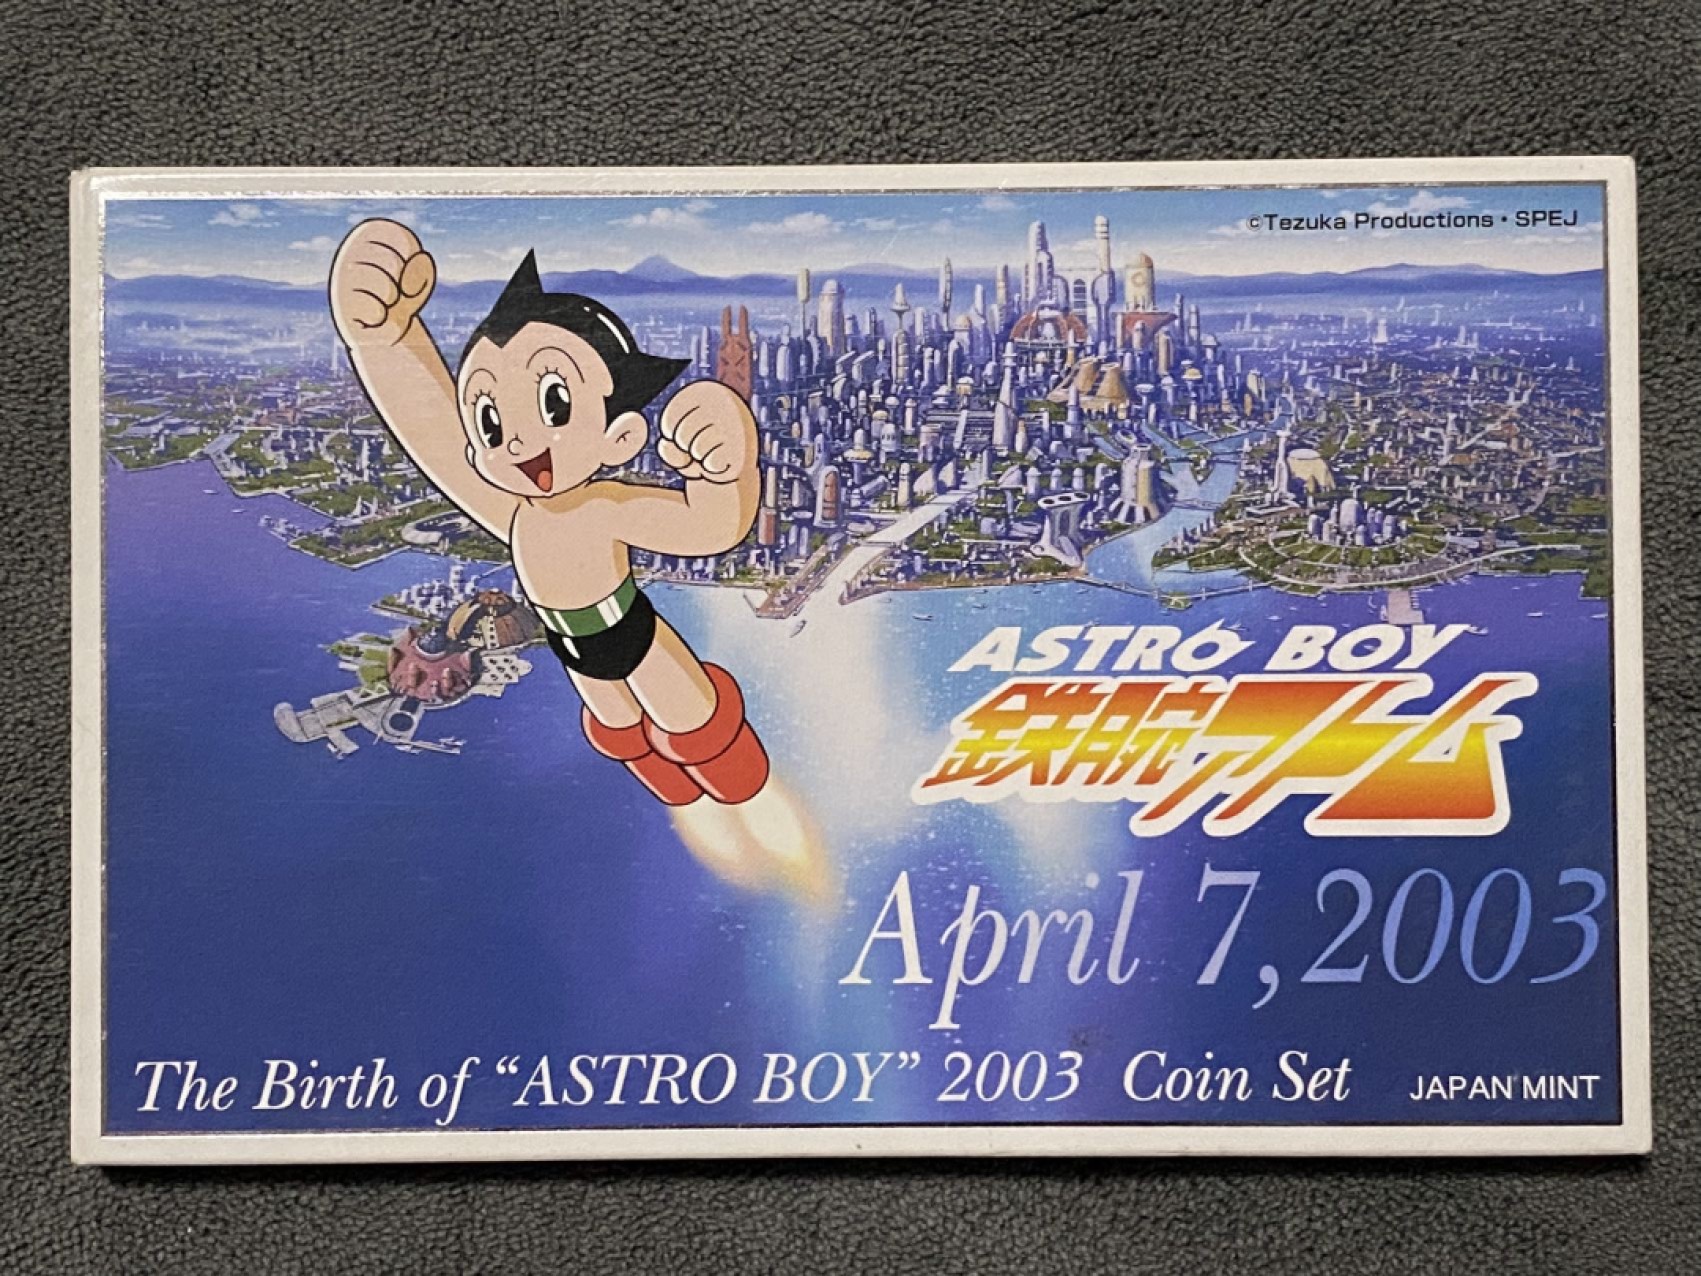 ©Tezuka Productions・SPEJ
ASTRO BOY
鉄腕アトム
April 7, 2003
The Birth of “ASTRO BOY” 2003 Coin Set
JAPAN MINT